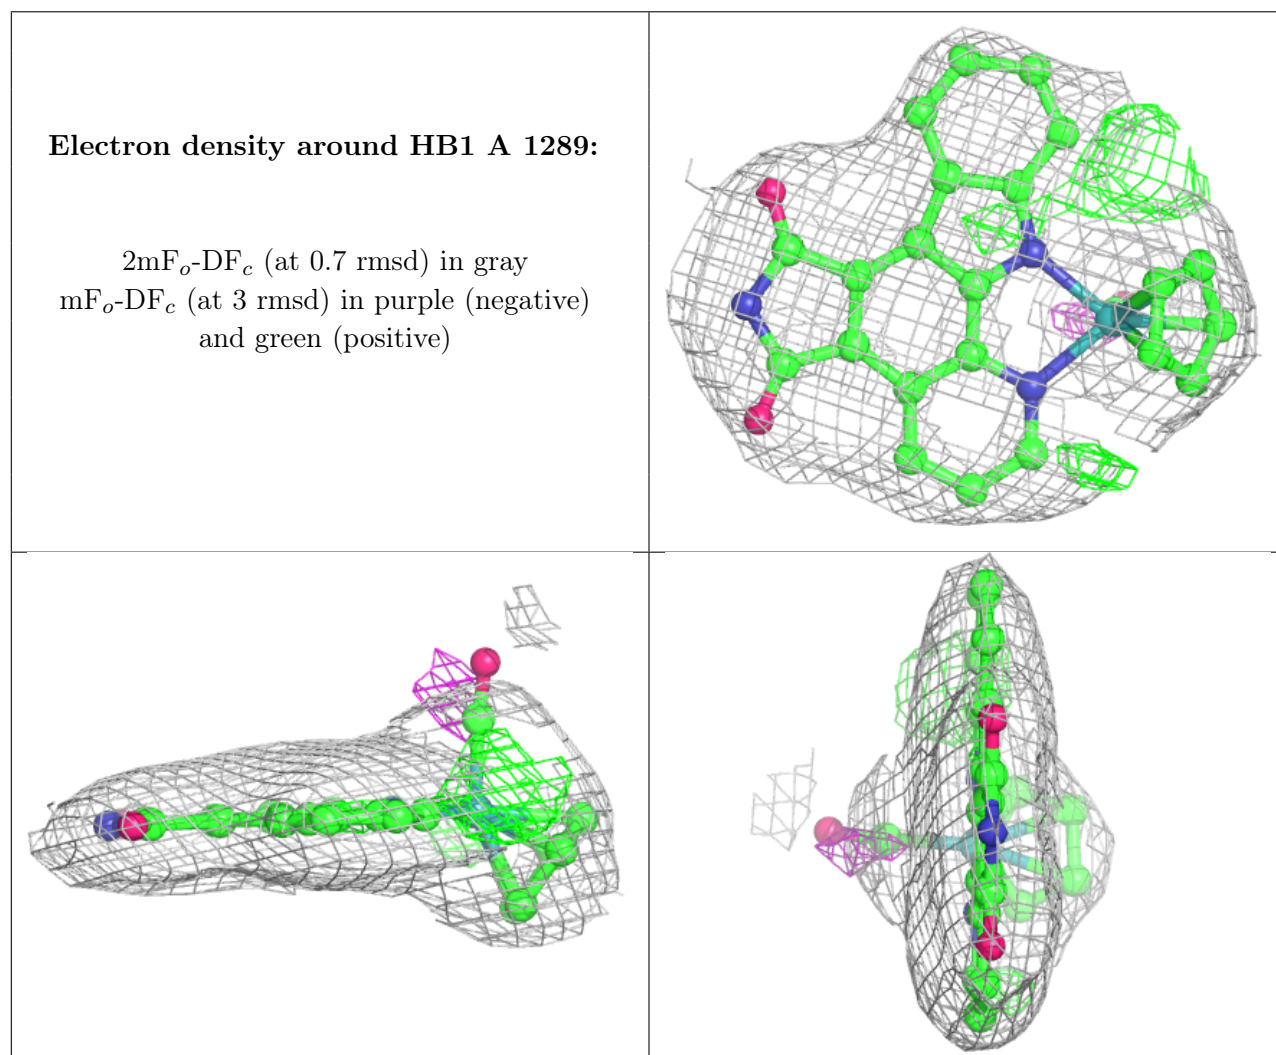 Electron density around HB1 A 1289:
2mFₒ-DF𝒸 (at 0.7 rmsd) in gray
mFₒ-DF𝒸 (at 3 rmsd) in purple (negative)
and green (positive)